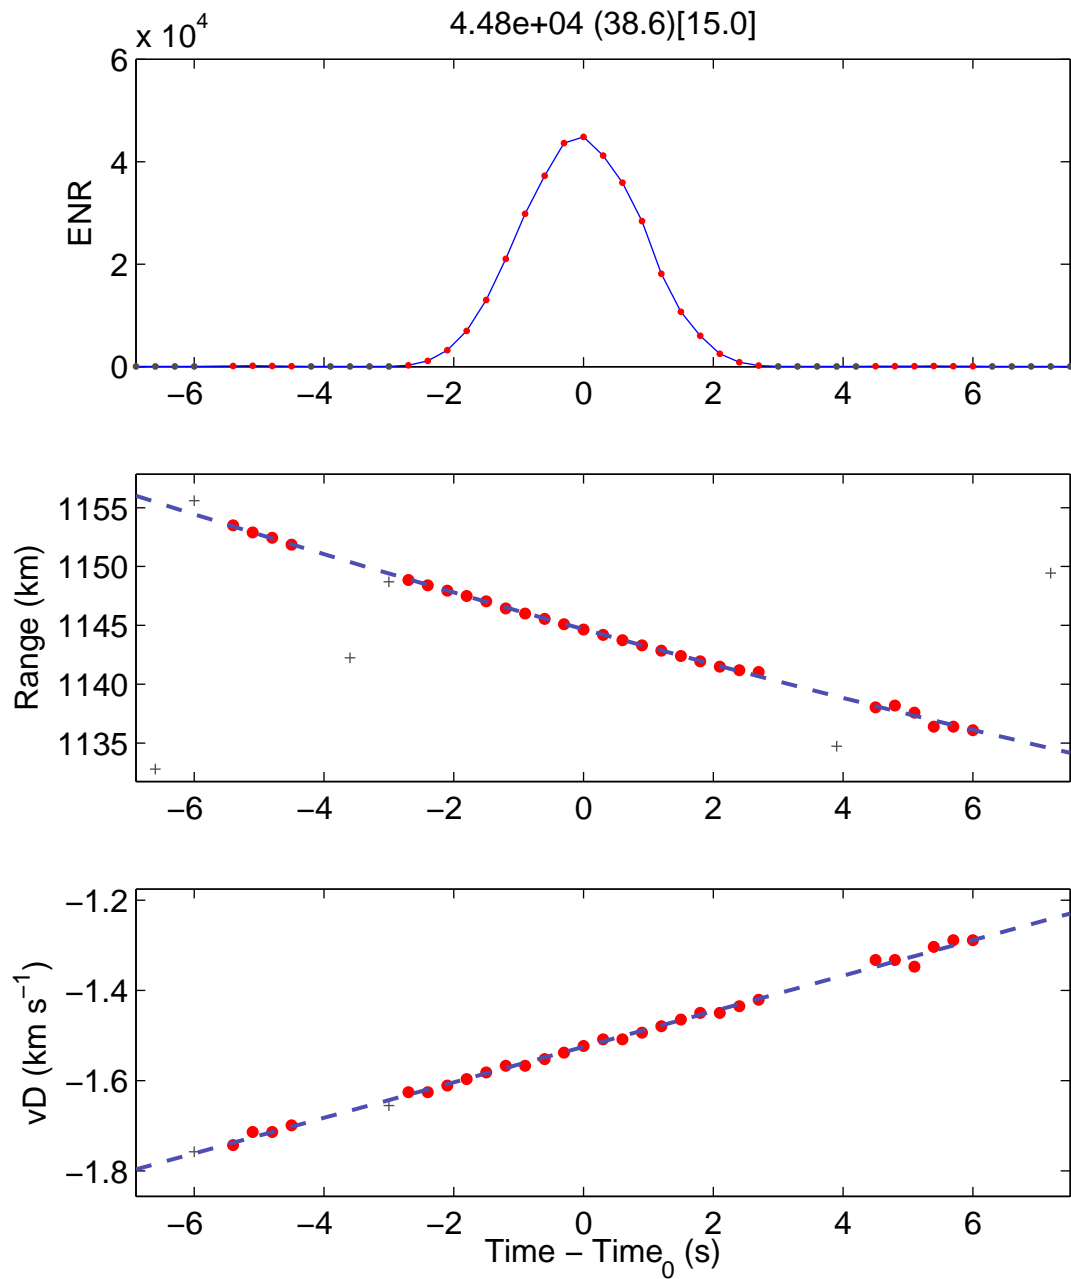 4.48e+04 (38.6)[15.0]
x 10^4
ENR
6
4
2
0
−6 −4 −2 0 2 4 6
Range (km)
1155
1150
1145
1140
1135
−6 −4 −2 0 2 4 6
vD (km s^−1)
−1.2
−1.4
−1.6
−1.8
−6 −4 −2 0 2 4 6
Time − Time_0 (s)